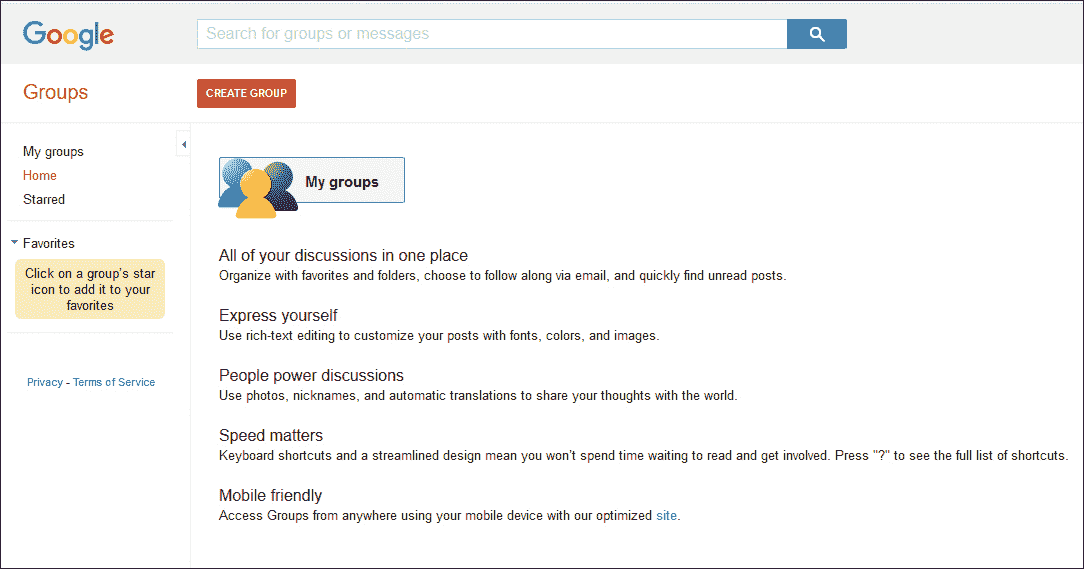 Google
Search for groups or messages
Groups
CREATE GROUP
My groups
Home
Starred
Favorites
Click on a group's star
icon to add it to your
favorites
Privacy - Terms of Service
My groups
All of your discussions in one place
Organize with favorites and folders, choose to follow along via email, and quickly find unread posts.
Express yourself
Use rich-text editing to customize your posts with fonts, colors, and images.
People power discussions
Use photos, nicknames, and automatic translations to share your thoughts with the world.
Speed matters
Keyboard shortcuts and a streamlined design mean you won't spend time waiting to read and get involved. Press "?" to see the full list of shortcuts.
Mobile friendly
Access Groups from anywhere using your mobile device with our optimized site.